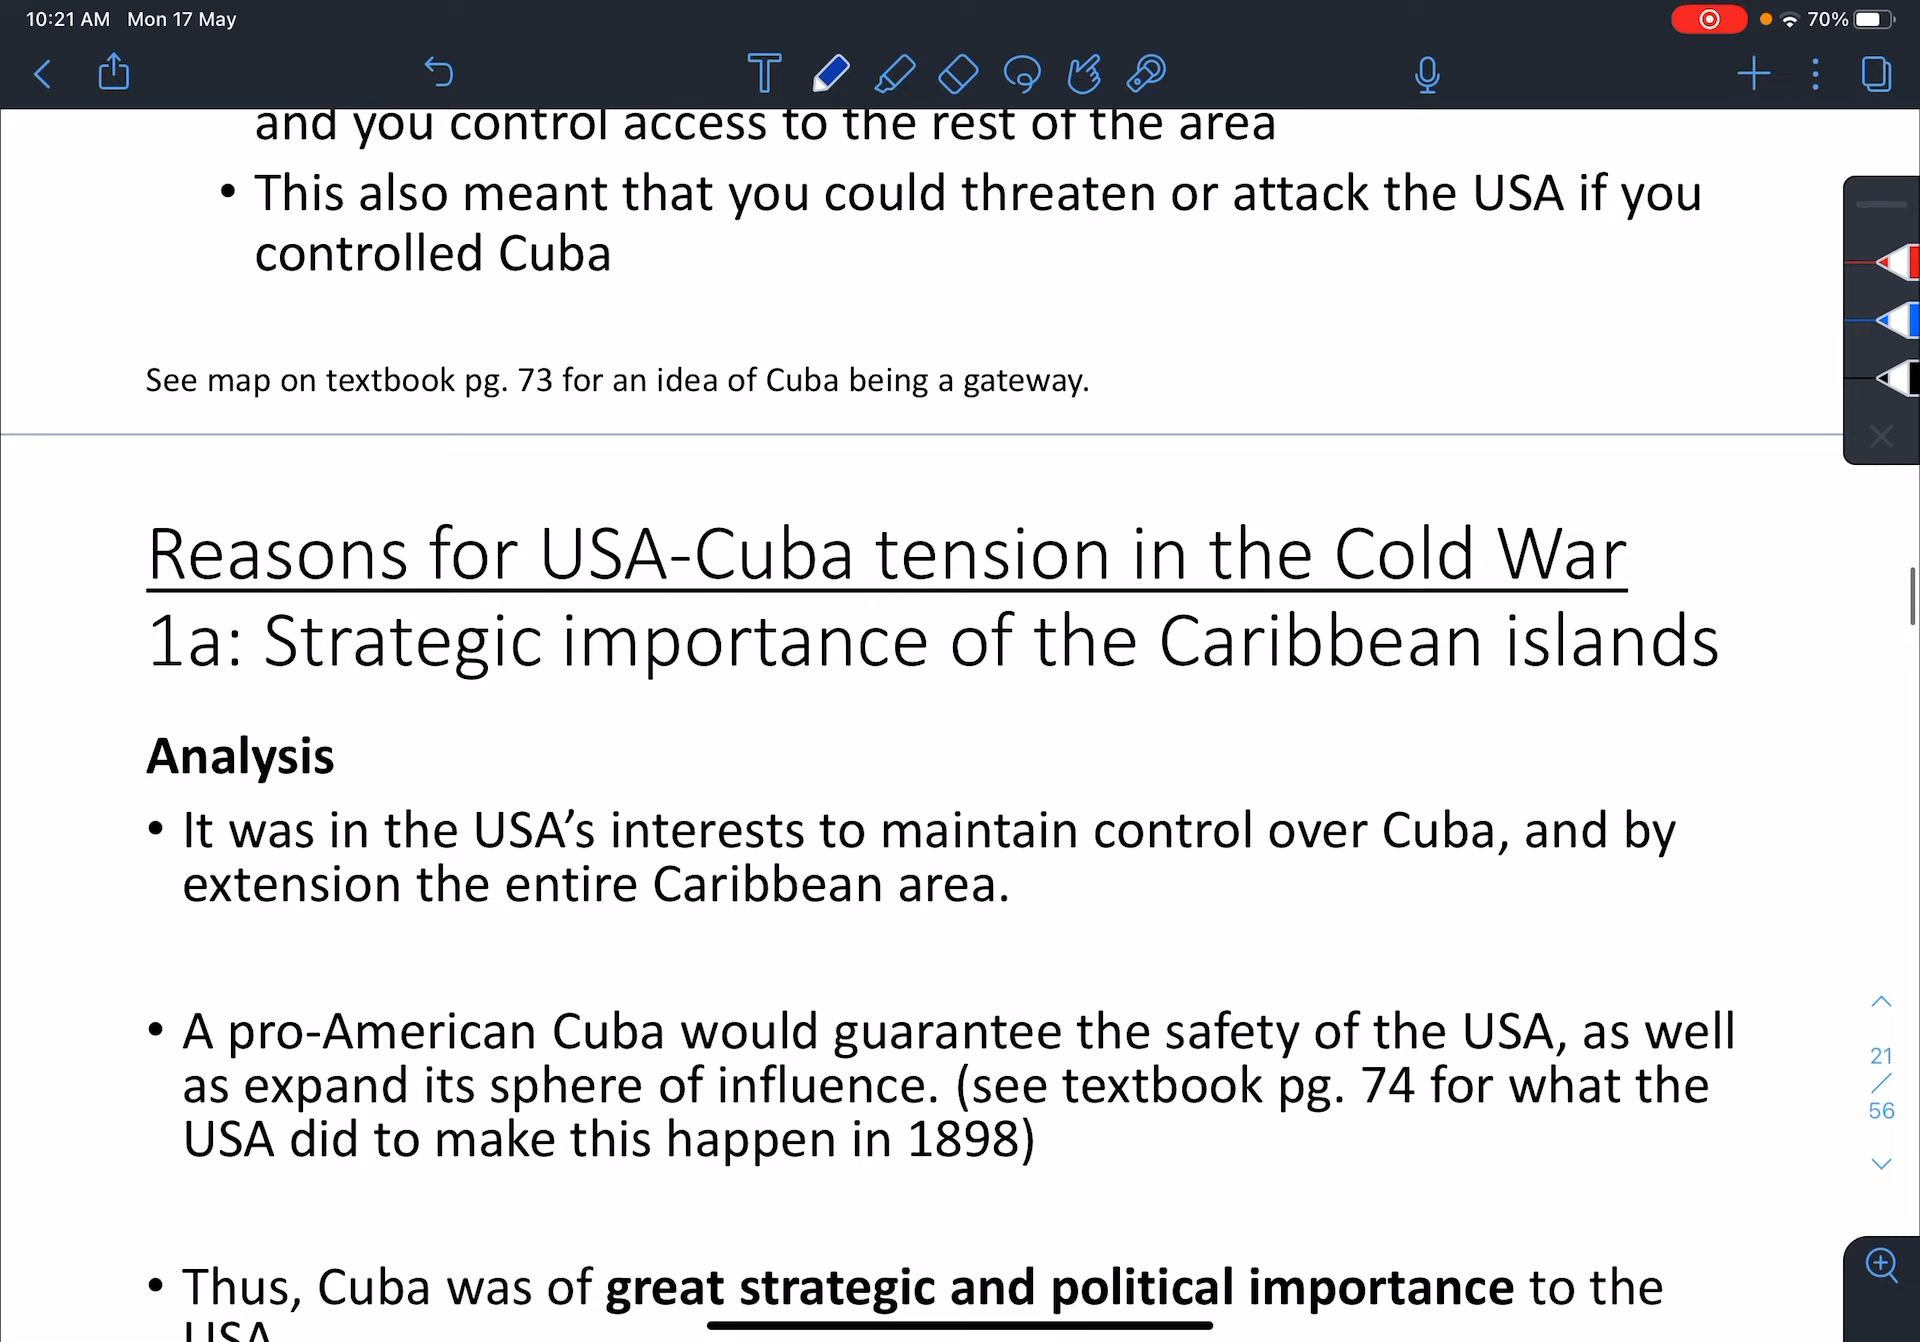 10:21 AM Mon 17 May
70%
and you control access to the rest of the area
• This also meant that you could threaten or attack the USA if you
controlled Cuba
See map on textbook pg. 73 for an idea of Cuba being a gateway.
Reasons for USA-Cuba tension in the Cold War
1a: Strategic importance of the Caribbean islands
Analysis
• It was in the USA’s interests to maintain control over Cuba, and by
extension the entire Caribbean area.
• A pro-American Cuba would guarantee the safety of the USA, as well
as expand its sphere of influence. (see textbook pg. 74 for what the
USA did to make this happen in 1898)
21
/
56
• Thus, Cuba was of great strategic and political importance to the
USA